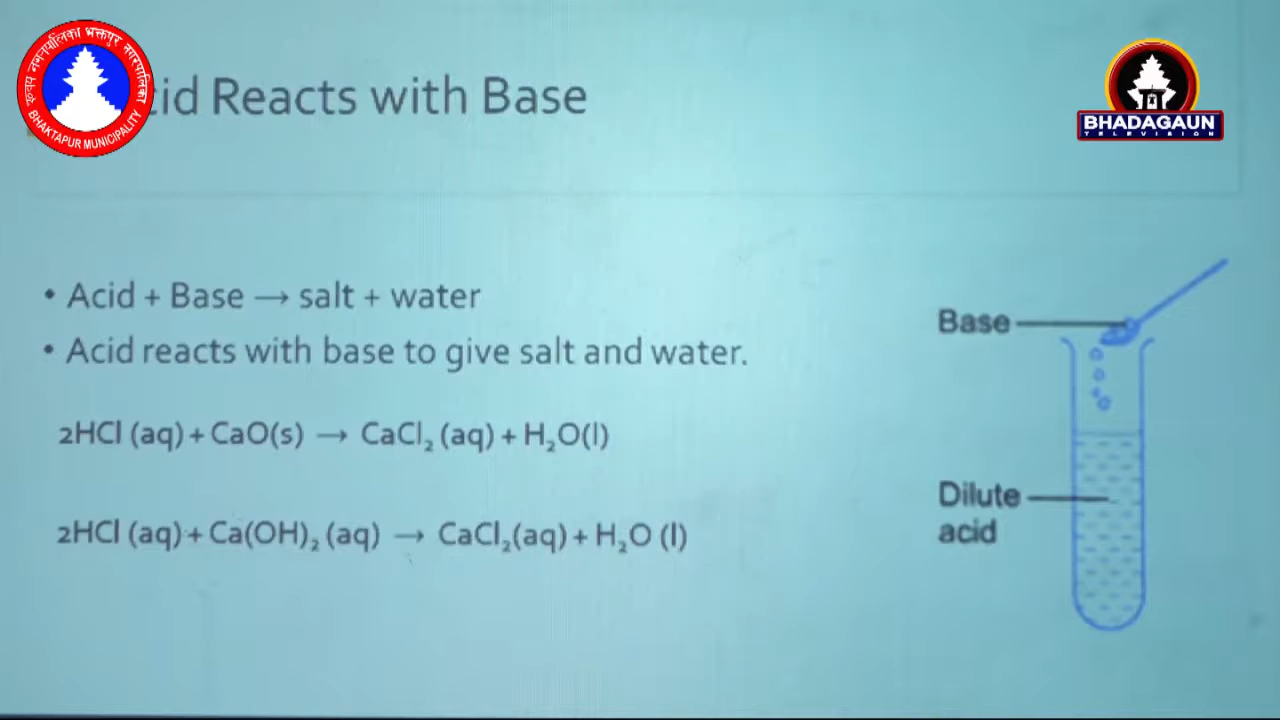 BHAKTAPUR MUNICIPALITY
cid Reacts with Base
BHADAGAUN
TELEVISION
• Acid + Base → salt + water
• Acid reacts with base to give salt and water.
2HCl (aq) + CaO(s) → CaCl₂ (aq) + H₂O(l)
2HCl (aq) + Ca(OH)₂ (aq) → CaCl₂(aq) + H₂O (l)
Base
Dilute
acid